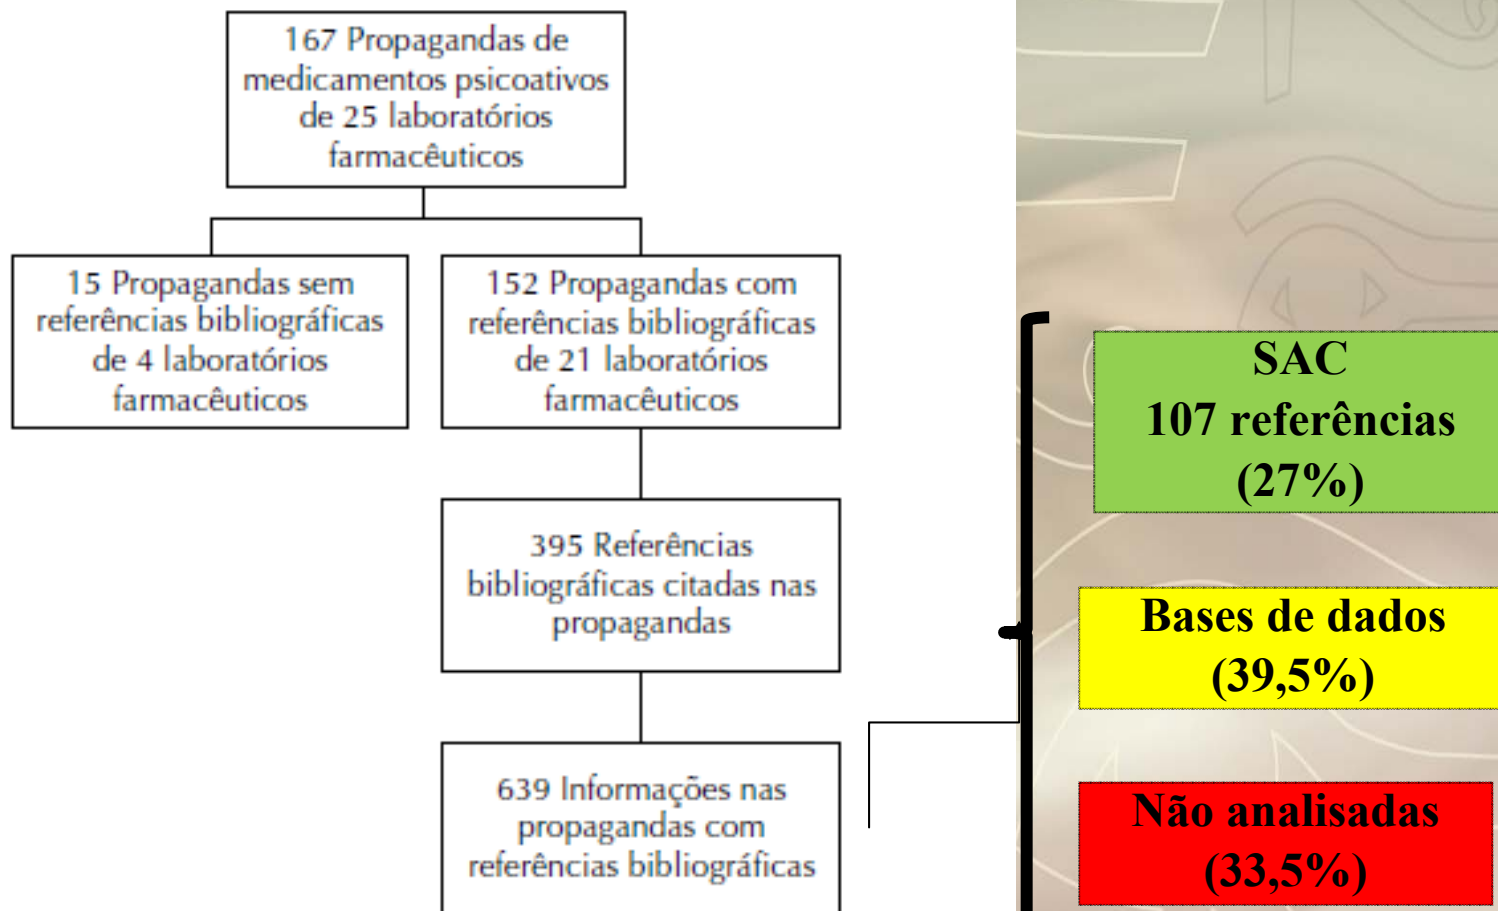 167 Propagandas de
medicamentos psicoativos
de 25 laboratórios
farmacêuticos
15 Propagandas sem
referências bibliográficas
de 4 laboratórios
farmacêuticos
152 Propagandas com
referências bibliográficas
de 21 laboratórios
farmacêuticos
395 Referências
bibliográficas citadas nas
propagandas
639 Informações nas
propagandas com
referências bibliográficas
SAC
107 referências
(27%)
Bases de dados
(39,5%)
Não analisadas
(33,5%)